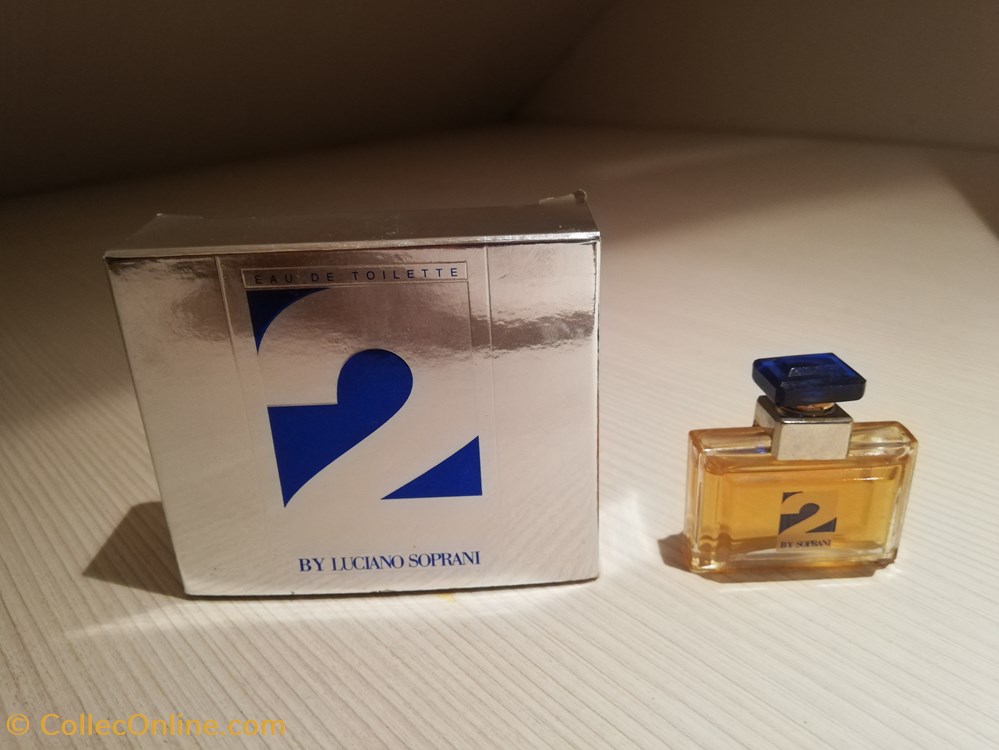 EAU DE TOILETTE
2
BY LUCIANO SOPRANI
2
BY SOPRANI
© CollecOnline.com